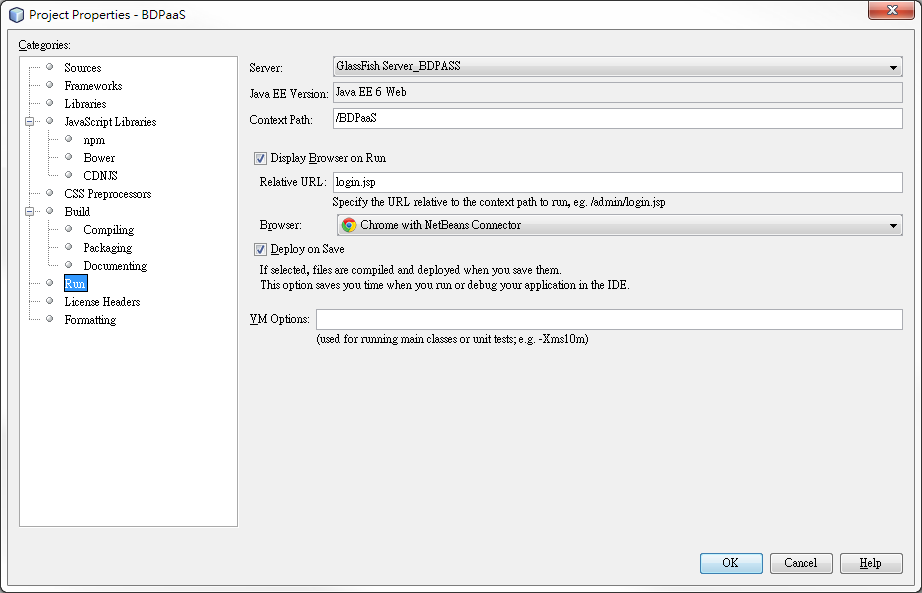 Project Properties - BDPaaS
Categories:
Sources
Frameworks
Libraries
JavaScript Libraries
npm
Bower
CDNJS
CSS Preprocessors
Build
Compiling
Packaging
Documenting
Run
License Headers
Formatting
Server: GlassFish Server_BDPASS
Java EE Version: Java EE 6 Web
Context Path: /BDPaaS
Display Browser on Run
Relative URL: login.jsp
Specify the URL relative to the context path to run, eg. /admin/login.jsp
Browser: Chrome with NetBeans Connector
Deploy on Save
If selected, files are compiled and deployed when you save them.
This option saves you time when you run or debug your application in the IDE.
VM Options:
(used for running main classes or unit tests; e.g. -Xms10m)
OK Cancel Help